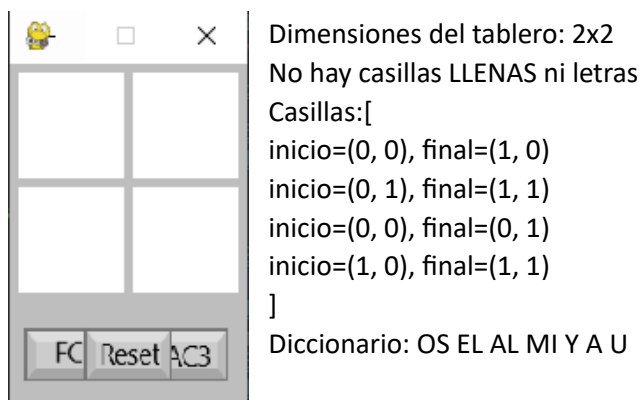 Dimensiones del tablero: 2x2
No hay casillas LLENAS ni letras
Casillas:[
inicio=(0, 0), final=(1, 0)
inicio=(0, 1), final=(1, 1)
inicio=(0, 0), final=(0, 1)
inicio=(1, 0), final=(1, 1)
]
Diccionario: OS EL AL MI Y A U
FC Reset AC3